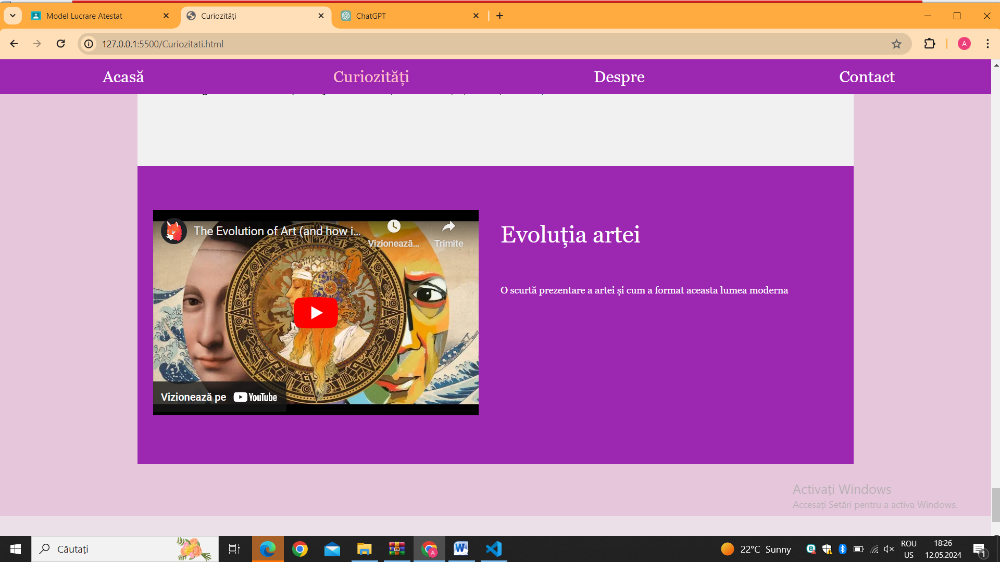 Model Lucrare Atestat
Curiozități
ChatGPT
127.0.0.1:5500/Curiozitati.html
A
Acasă
Curiozități
Despre
Contact
The Evolution of Art (and how i...
Vizionează...
Trimite
Vizionează pe YouTube
Evoluția artei
O scurtă prezentare a artei și cum a format aceasta lumea moderna
Activați Windows
Accesați Setări pentru a activa Windows.
Căutați
22°C Sunny
ROU
US
18:26
12.05.2024
1